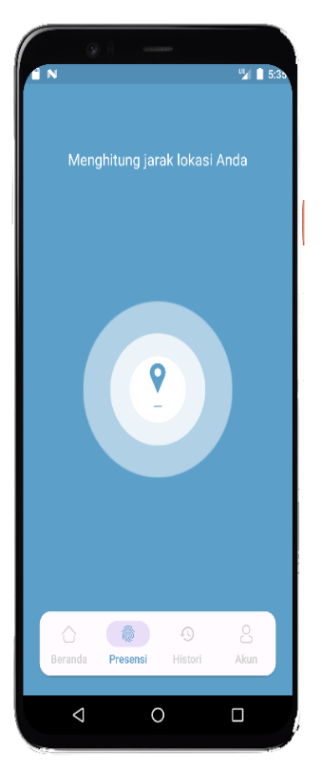 5:35
Menghitung jarak lokasi Anda
Beranda Presensi Histori Akun